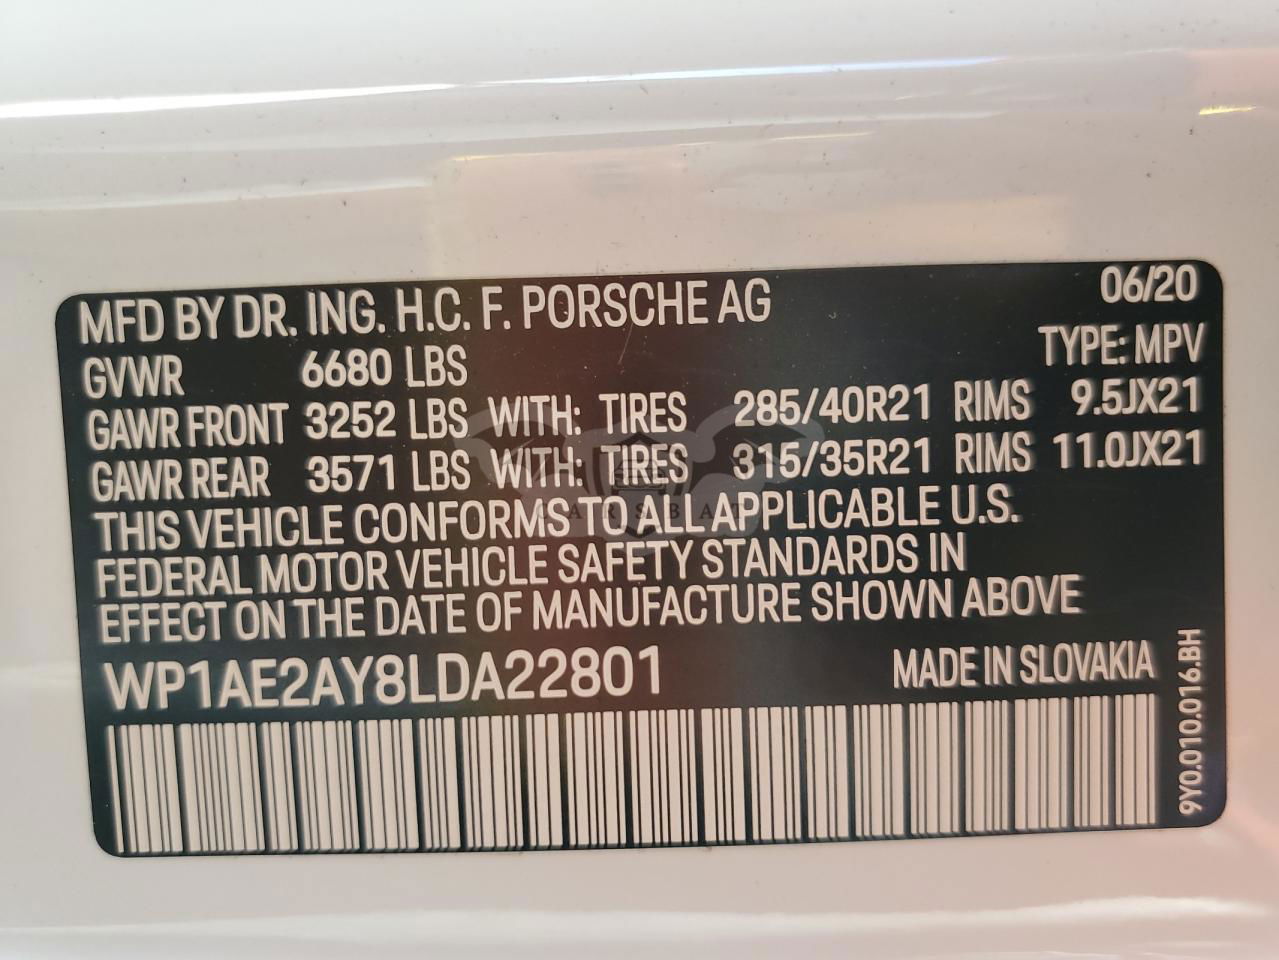 MFD BY DR. ING. H.C. F. PORSCHE AG 06/20
GVWR 6680 LBS TYPE: MPV
GAWR FRONT 3252 LBS WITH: TIRES 285/40R21 RIMS 9.5JX21
GAWR REAR 3571 LBS WITH: TIRES 315/35R21 RIMS 11.0JX21
CARSBAT
THIS VEHICLE CONFORMS TO ALL APPLICABLE U.S.
FEDERAL MOTOR VEHICLE SAFETY STANDARDS IN
EFFECT ON THE DATE OF MANUFACTURE SHOWN ABOVE
WP1AE2AY8LDA22801 MADE IN SLOVAKIA
9Y0.010.016.BH